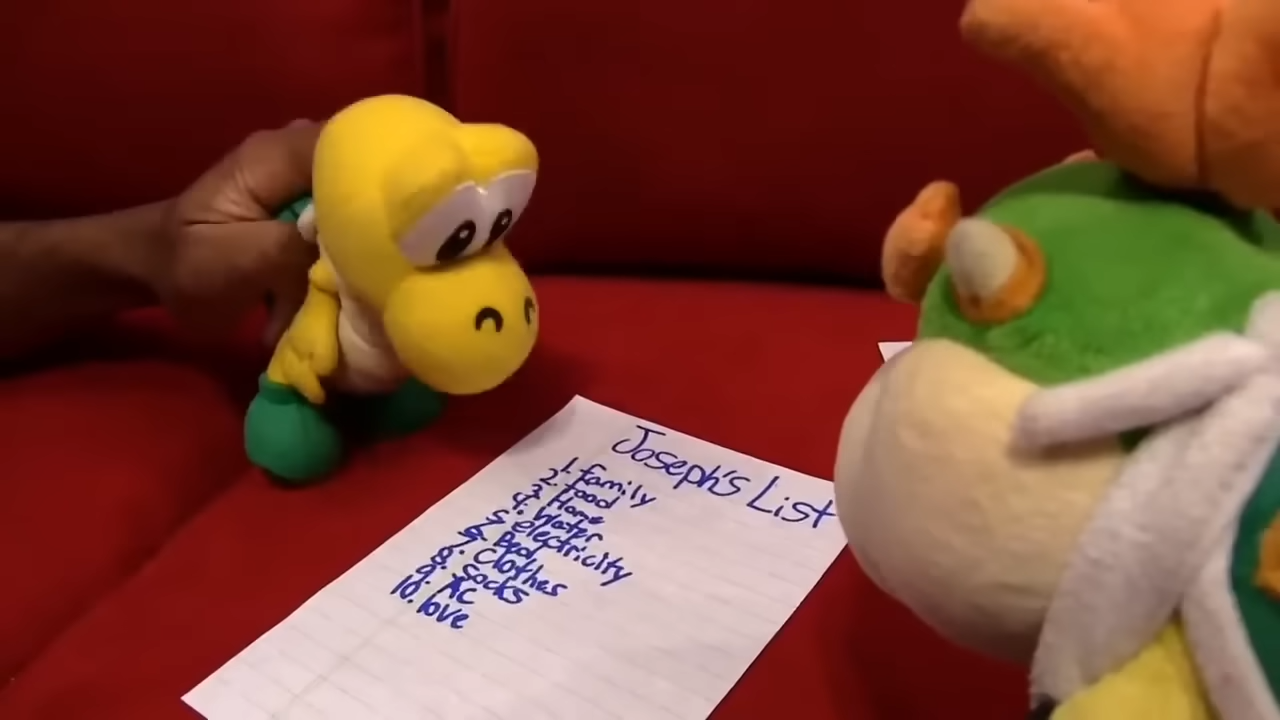 Joseph's List
1. family
2. Food
3. Home
4. Water
5. electricity
6. Bed
7. Clothes
8. Socks
9. AC
10. love